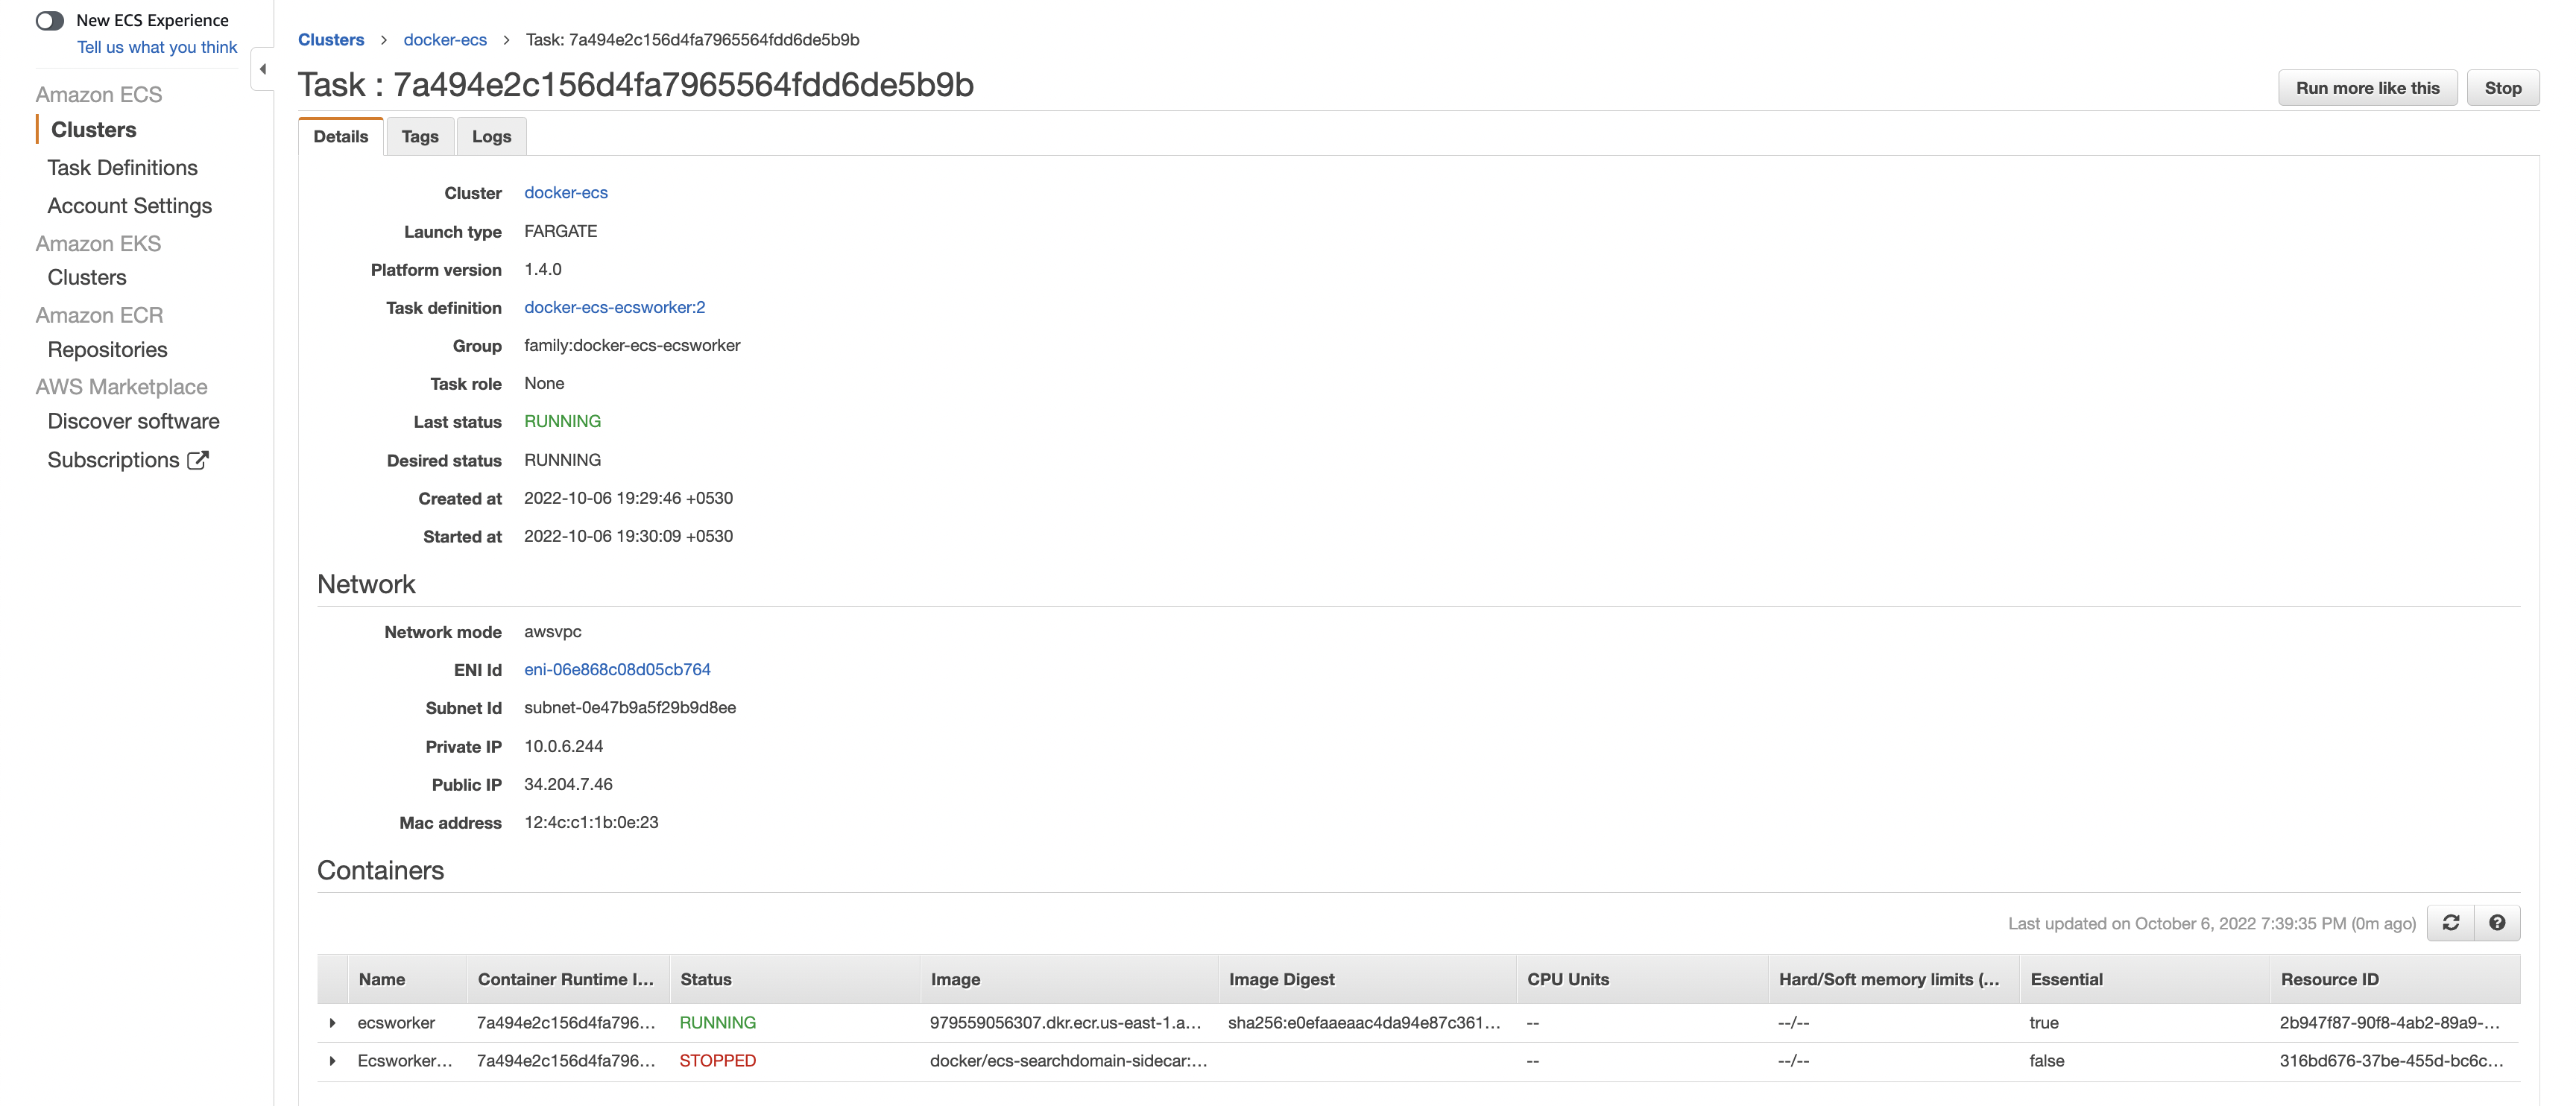 New ECS Experience
Tell us what you think
Amazon ECS
Clusters
Task Definitions
Account Settings
Amazon EKS
Clusters
Amazon ECR
Repositories
AWS Marketplace
Discover software
Subscriptions
Clusters > docker-ecs > Task: 7a494e2c156d4fa7965564fdd6de5b9b
Task : 7a494e2c156d4fa7965564fdd6de5b9b
Run more like this Stop
Details Tags Logs
Cluster docker-ecs
Launch type FARGATE
Platform version 1.4.0
Task definition docker-ecs-ecsworker:2
Group family:docker-ecs-ecsworker
Task role None
Last status RUNNING
Desired status RUNNING
Created at 2022-10-06 19:29:46 +0530
Started at 2022-10-06 19:30:09 +0530
Network
Network mode awsvpc
ENI Id eni-06e868c08d05cb764
Subnet Id subnet-0e47b9a5f29b9d8ee
Private IP 10.0.6.244
Public IP 34.204.7.46
Mac address 12:4c:c1:1b:0e:23
Containers
Last updated on October 6, 2022 7:39:35 PM (0m ago)
Name Container Runtime I... Status Image Image Digest CPU Units Hard/Soft memory limits (... Essential Resource ID
ecsworker 7a494e2c156d4fa796... RUNNING 979559056307.dkr.ecr.us-east-1.a... sha256:e0efaaeaac4da94e87c361... -- --/-- true 2b947f87-90f8-4ab2-89a9-...
Ecsworker... 7a494e2c156d4fa796... STOPPED docker/ecs-searchdomain-sidecar:... -- --/-- false 316bd676-37be-455d-bc6c...